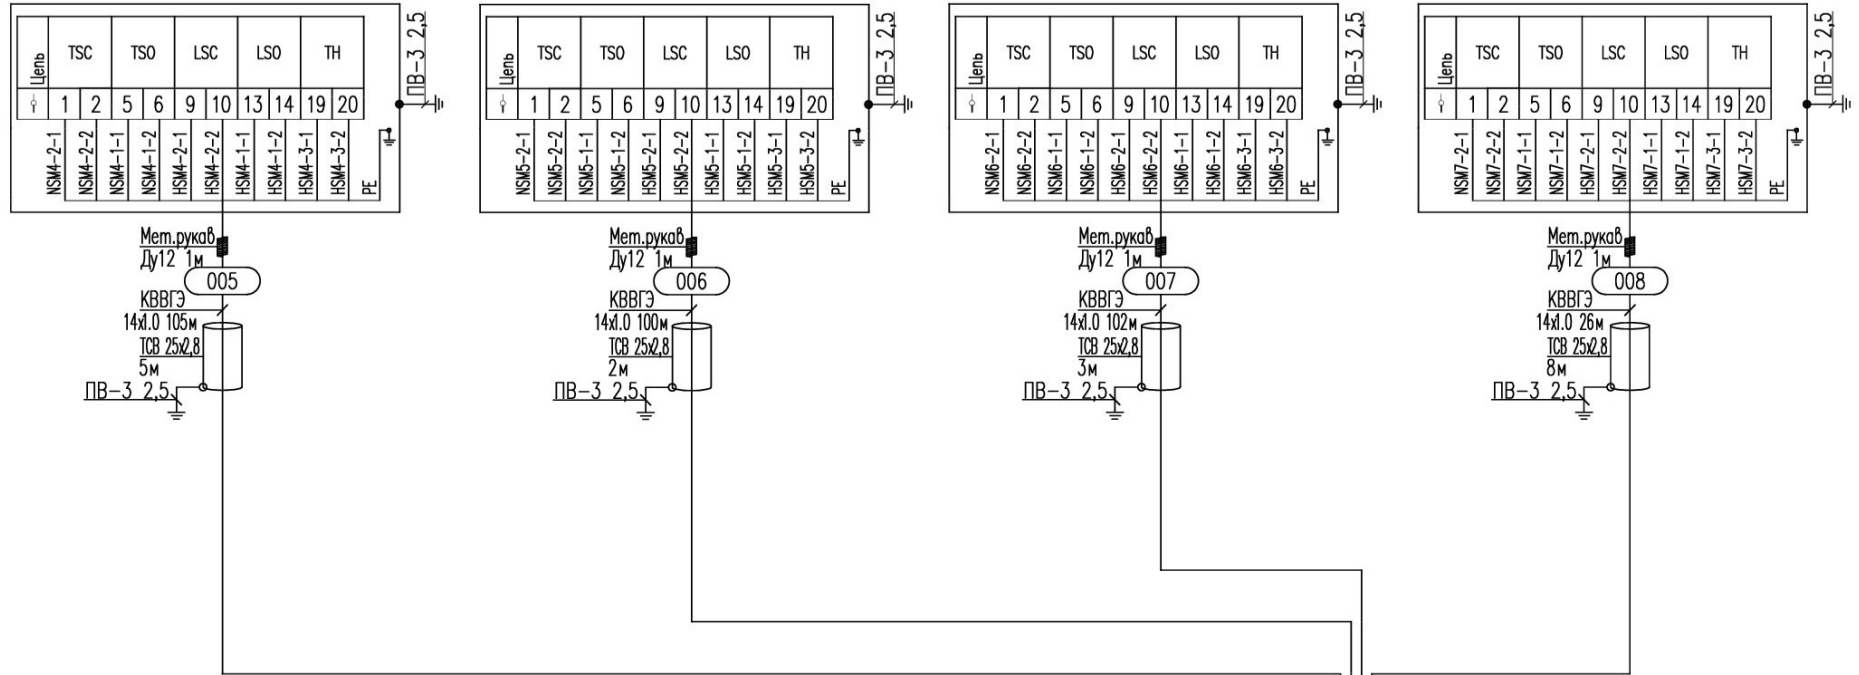 Цепь TSC TSO LSC LSO TH
1 2 5 6 9 10 13 14 19 20
NSM4-2-1 NSM4-2-2 NSM4-1-1 NSM4-1-2 HSM4-2-1 HSM4-2-2 HSM4-1-1 HSM4-1-2 HSM4-3-1 HSM4-3-2 PE
ПВ-3 2,5
Мет.рукав
Ду12 1м
005
КВВГЭ
14x1.0 105м
ТСВ 25x2,8
5м
ПВ-3 2,5
Цепь TSC TSO LSC LSO TH
1 2 5 6 9 10 13 14 19 20
NSM5-2-1 NSM5-2-2 NSM5-1-1 NSM5-1-2 HSM5-2-1 HSM5-2-2 HSM5-1-1 HSM5-1-2 HSM5-3-1 HSM5-3-2 PE
ПВ-3 2,5
Мет.рукав
Ду12 1м
006
КВВГЭ
14x1.0 100м
ТСВ 25x2,8
2м
ПВ-3 2,5
Цепь TSC TSO LSC LSO TH
1 2 5 6 9 10 13 14 19 20
NSM6-2-1 NSM6-2-2 NSM6-1-1 NSM6-1-2 HSM6-2-1 HSM6-2-2 HSM6-1-1 HSM6-1-2 HSM6-3-1 HSM6-3-2 PE
ПВ-3 2,5
Мет.рукав
Ду12 1м
007
КВВГЭ
14x1.0 102м
ТСВ 25x2,8
3м
ПВ-3 2,5
Цепь TSC TSO LSC LSO TH
1 2 5 6 9 10 13 14 19 20
NSM7-2-1 NSM7-2-2 NSM7-1-1 NSM7-1-2 HSM7-2-1 HSM7-2-2 HSM7-1-1 HSM7-1-2 HSM7-3-1 HSM7-3-2 PE
ПВ-3 2,5
Мет.рукав
Ду12 1м
008
КВВГЭ
14x1.0 26м
ТСВ 25x2,8
8м
ПВ-3 2,5